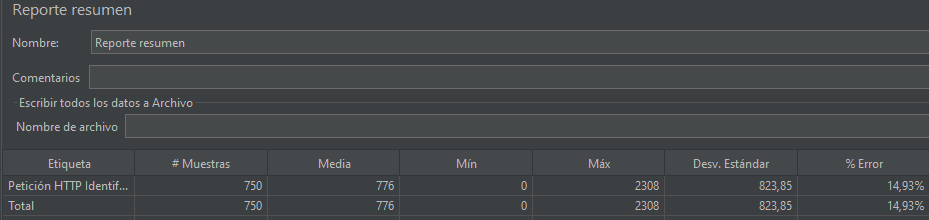 Reporte resumen
Nombre: Reporte resumen
Comentarios
Escribir todos los datos a Archivo
Nombre de archivo
Etiqueta # Muestras Media Mín Máx Desv. Estándar % Error
Petición HTTP Identif... 750 776 0 2308 823,85 14,93%
Total 750 776 0 2308 823,85 14,93%